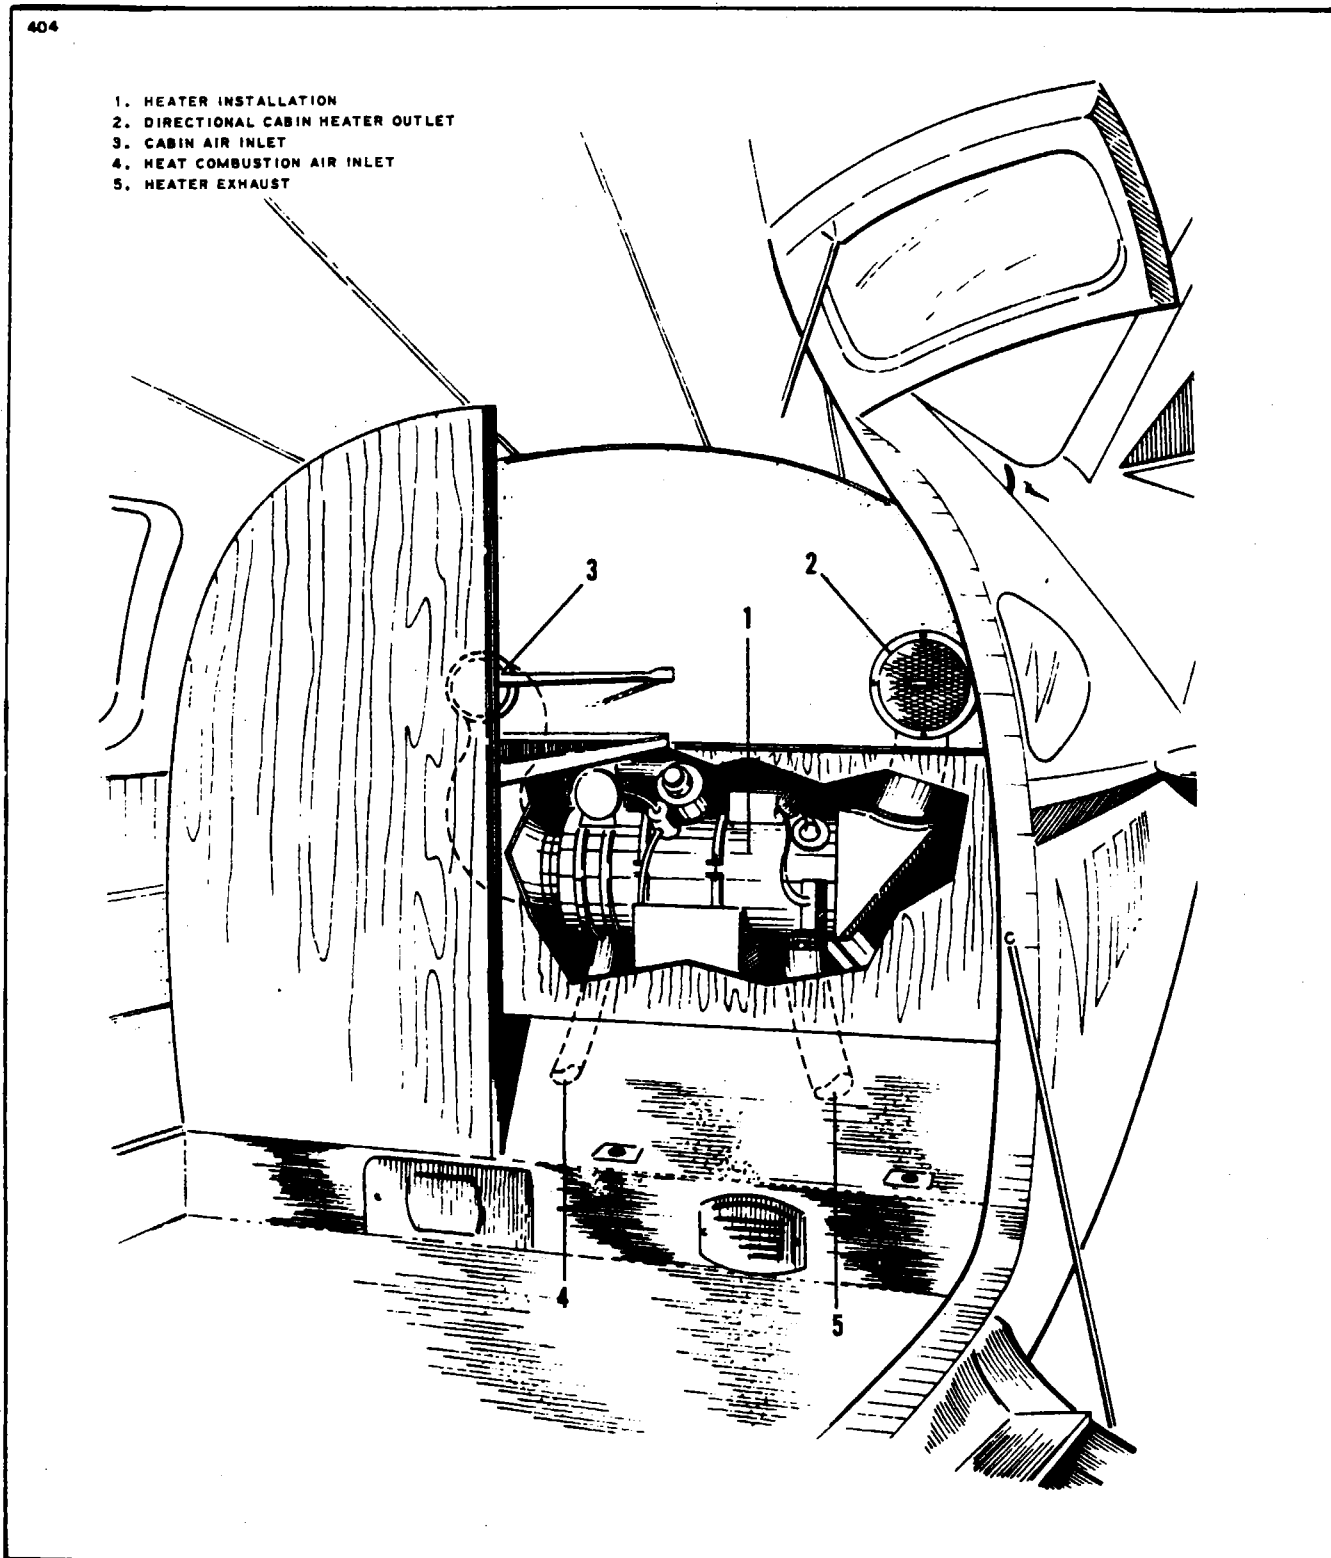 404
1. HEATER INSTALLATION
2. DIRECTIONAL CABIN HEATER OUTLET
3. CABIN AIR INLET
4. HEAT COMBUSTION AIR INLET
5. HEATER EXHAUST
3
2
1
4
5